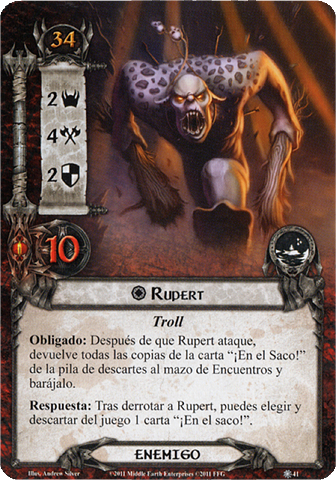 34
2
4
2
10
Rupert
Troll
Obligado: Después de que Rupert ataque,
devuelve todas las copias de la carta “¡En el Saco!”
de la pila de descartes al mazo de Encuentros y
barájalo.
Respuesta: Tras derrotar a Rupert, puedes elegir y
descartar del juego 1 carta “¡En el saco!”.
ENEMIGO
Illus. Andrew Silver
©2011 Middle Earth Enterprises ©2011 FFG
41